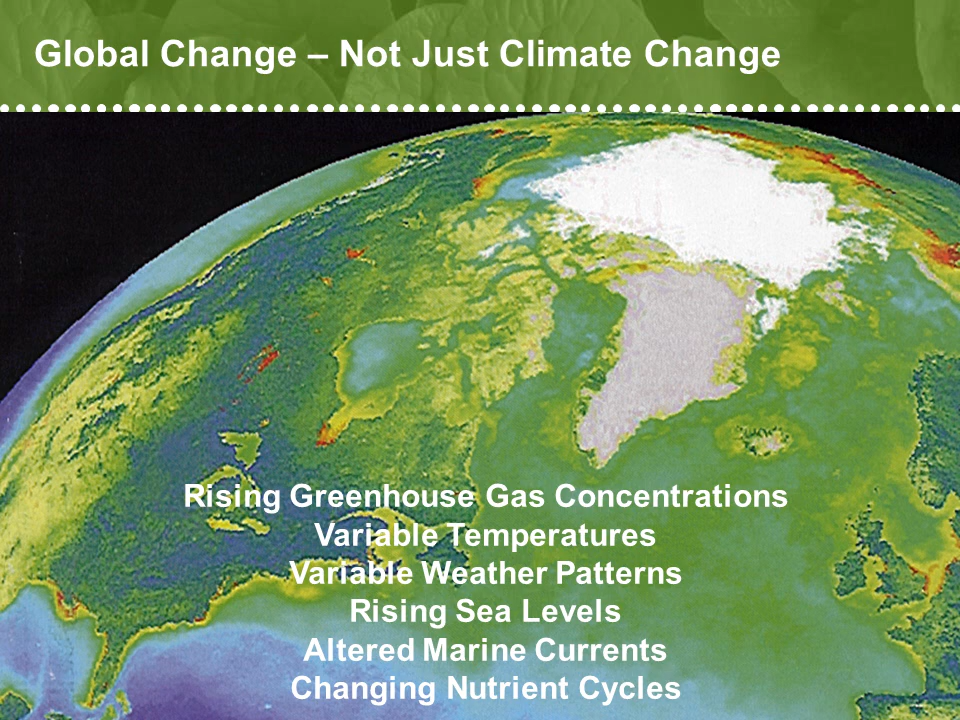 Global Change – Not Just Climate Change
Rising Greenhouse Gas Concentrations
Variable Temperatures
Variable Weather Patterns
Rising Sea Levels
Altered Marine Currents
Changing Nutrient Cycles